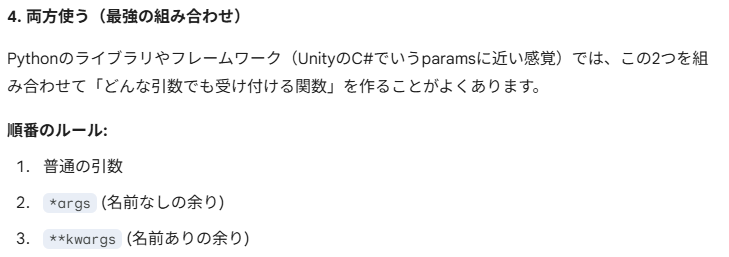 4. 両方使う（最強の組み合わせ）
Pythonのライブラリやフレームワーク（UnityのC#でいうparamsに近い感覚）では、この2つを組
み合わせて「どんな引数でも受け付ける関数」を作ることがよくあります。
順番のルール:
1. 普通の引数
2. *args (名前なしの余り)
3. **kwargs (名前ありの余り)